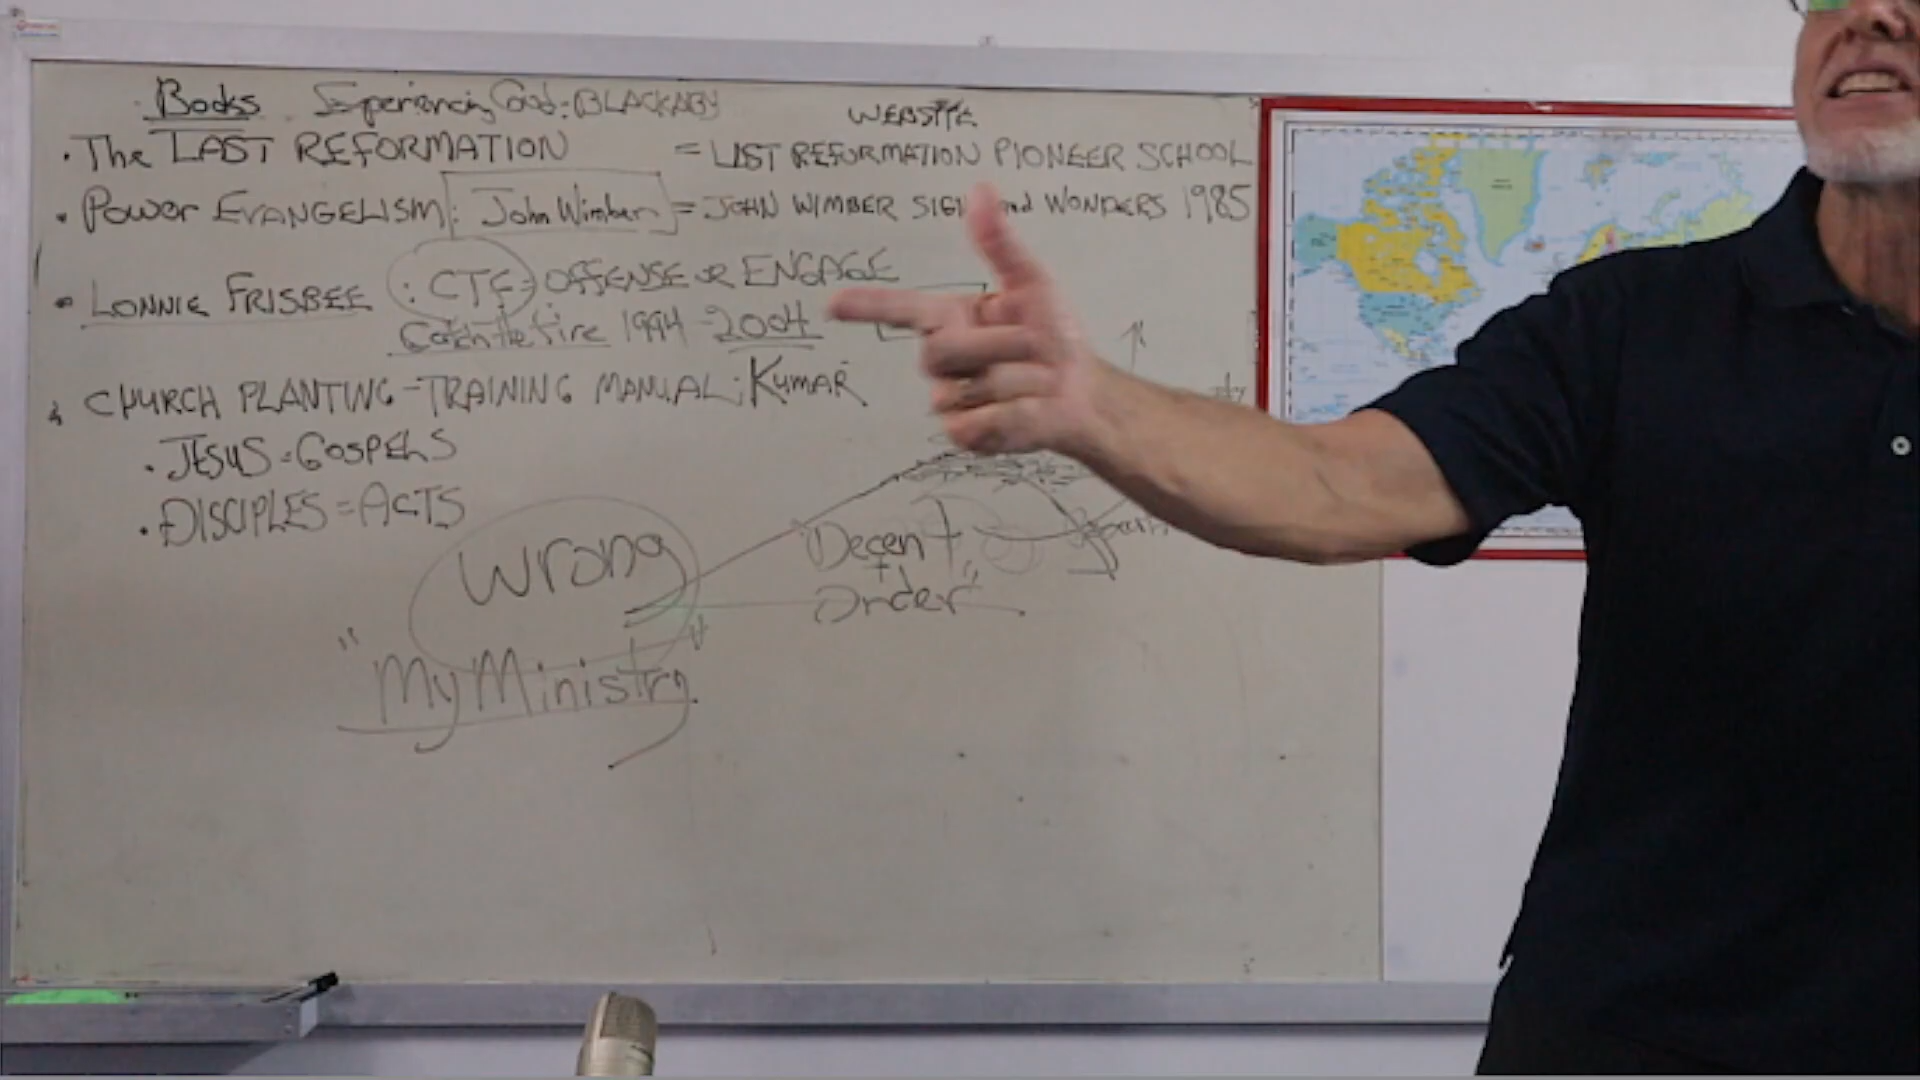 Books Experiencing God: BLACKABY
WEBSITE
• The LAST REFORMATION = LIST REFORMATION PIONEER SCHOOL
• POWER EVANGELISM: John Wimber = JOHN WIMBER SIGN and WONDERS 1985
• LONNIE FRISBEE : CTF = OFFENSE OR ENGAGE
Catch the fire 1994 - 2004
CHURCH PLANTING - TRAINING MANUAL; KUMAR
• JESUS = GOSPELS
• DISCIPLES = ACTS
Wrong
"Decent
+
Order"
"My Ministry"